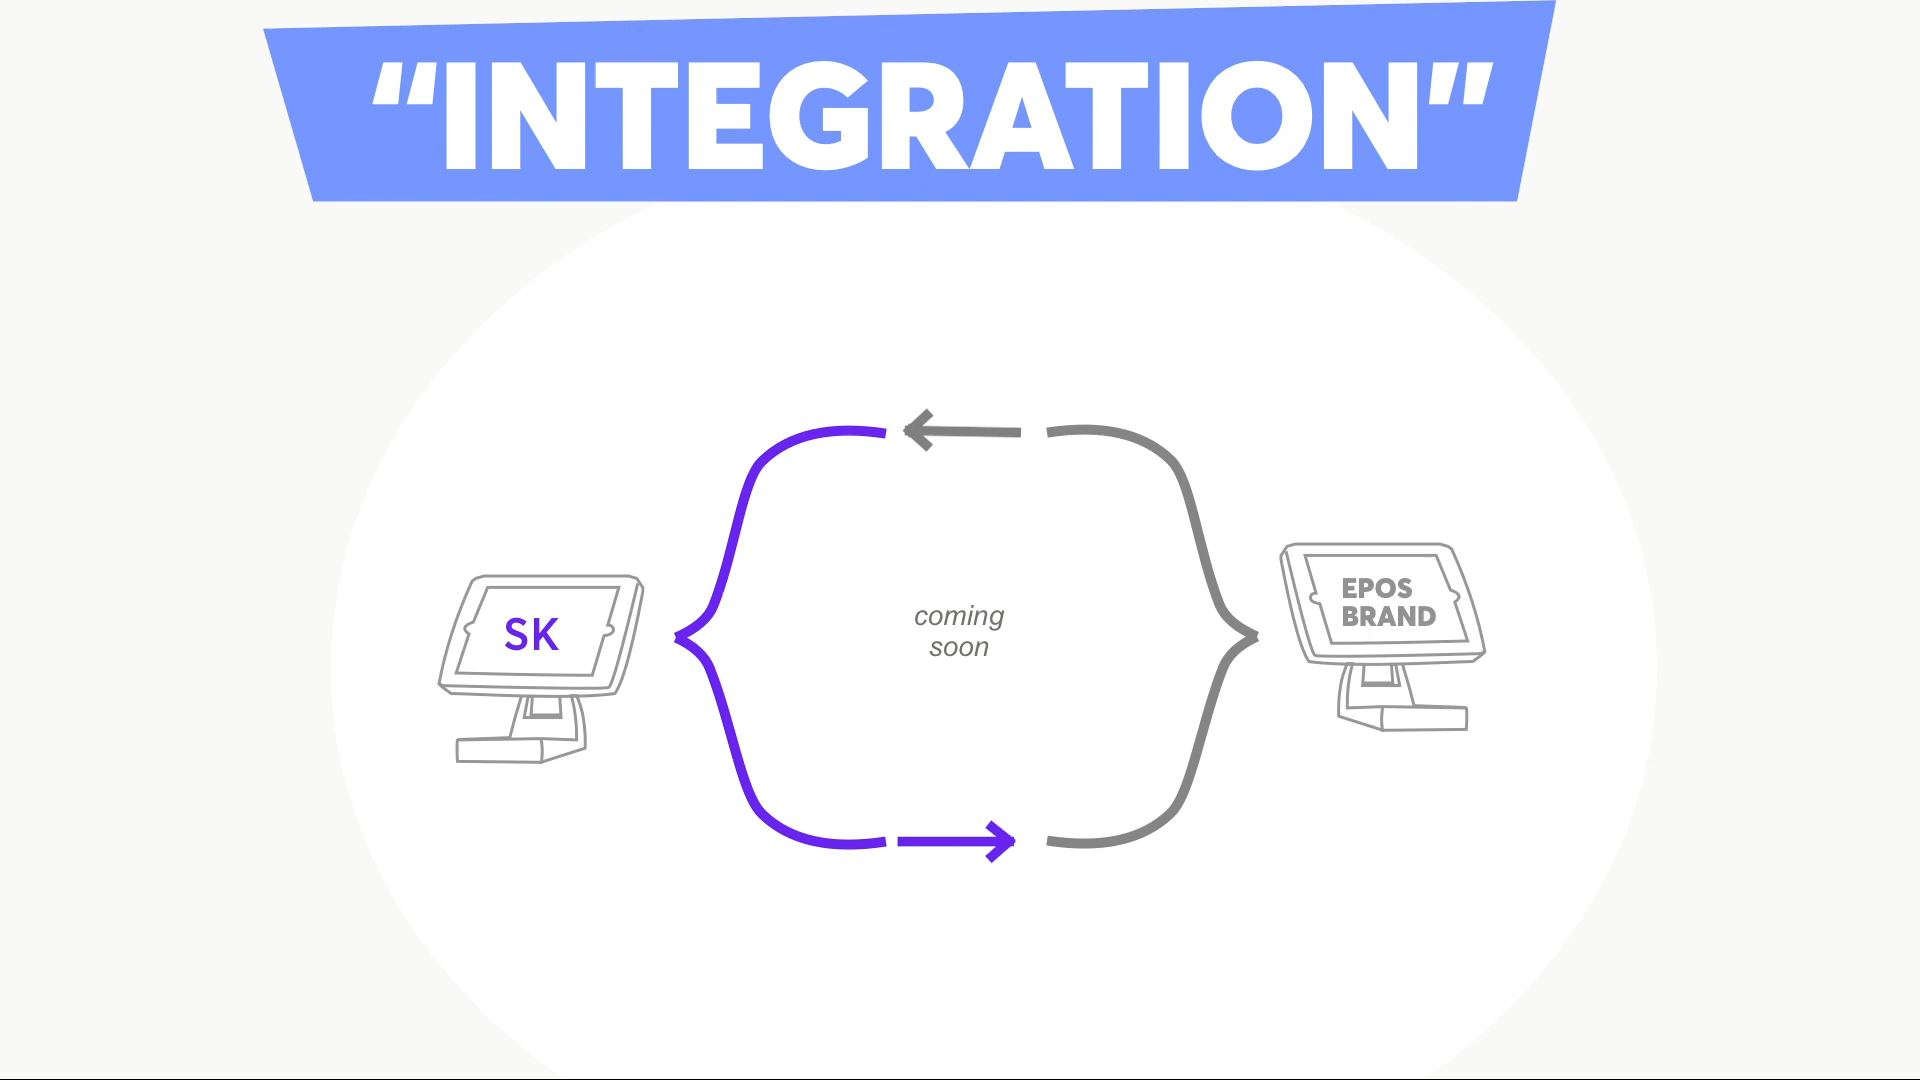 “INTEGRATION”
coming
soon
SK
EPOS
BRAND